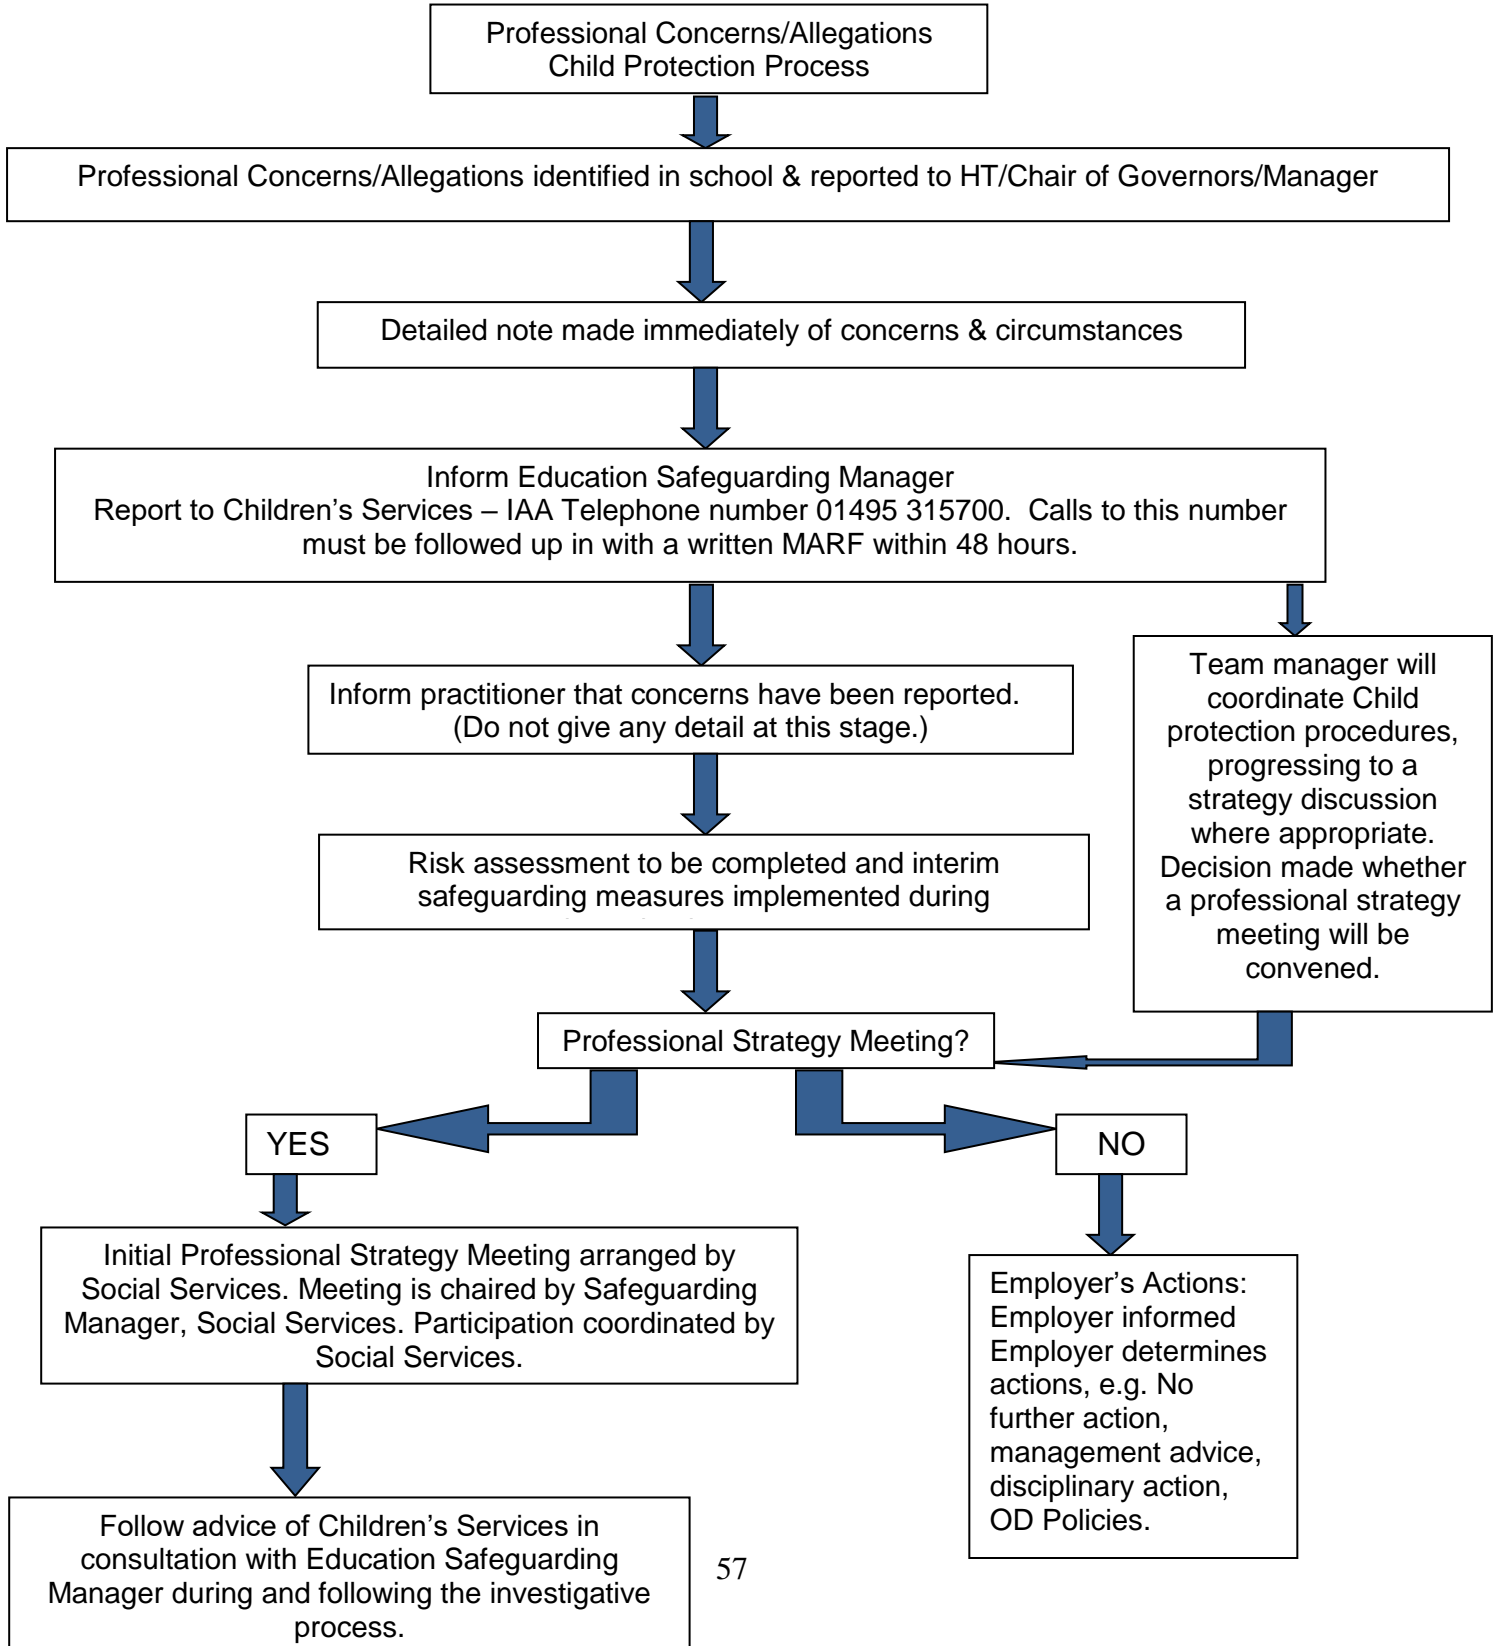 Professional Concerns/Allegations
Child Protection Process
Professional Concerns/Allegations identified in school & reported to HT/Chair of Governors/Manager
Detailed note made immediately of concerns & circumstances
Inform Education Safeguarding Manager
Report to Children’s Services – IAA Telephone number 01495 315700.  Calls to this number
must be followed up in with a written MARF within 48 hours.
Inform practitioner that concerns have been reported.
(Do not give any detail at this stage.)
Team manager will
coordinate Child
protection procedures,
progressing to a
strategy discussion
where appropriate.
Decision made whether
a professional strategy
meeting will be
convened.
Risk assessment to be completed and interim
safeguarding measures implemented during
Professional Strategy Meeting?
YES
NO
Initial Professional Strategy Meeting arranged by
Social Services. Meeting is chaired by Safeguarding
Manager, Social Services. Participation coordinated by
Social Services.
Employer’s Actions:
Employer informed
Employer determines
actions, e.g. No
further action,
management advice,
disciplinary action,
OD Policies.
Follow advice of Children’s Services in
consultation with Education Safeguarding
Manager during and following the investigative
process.
57